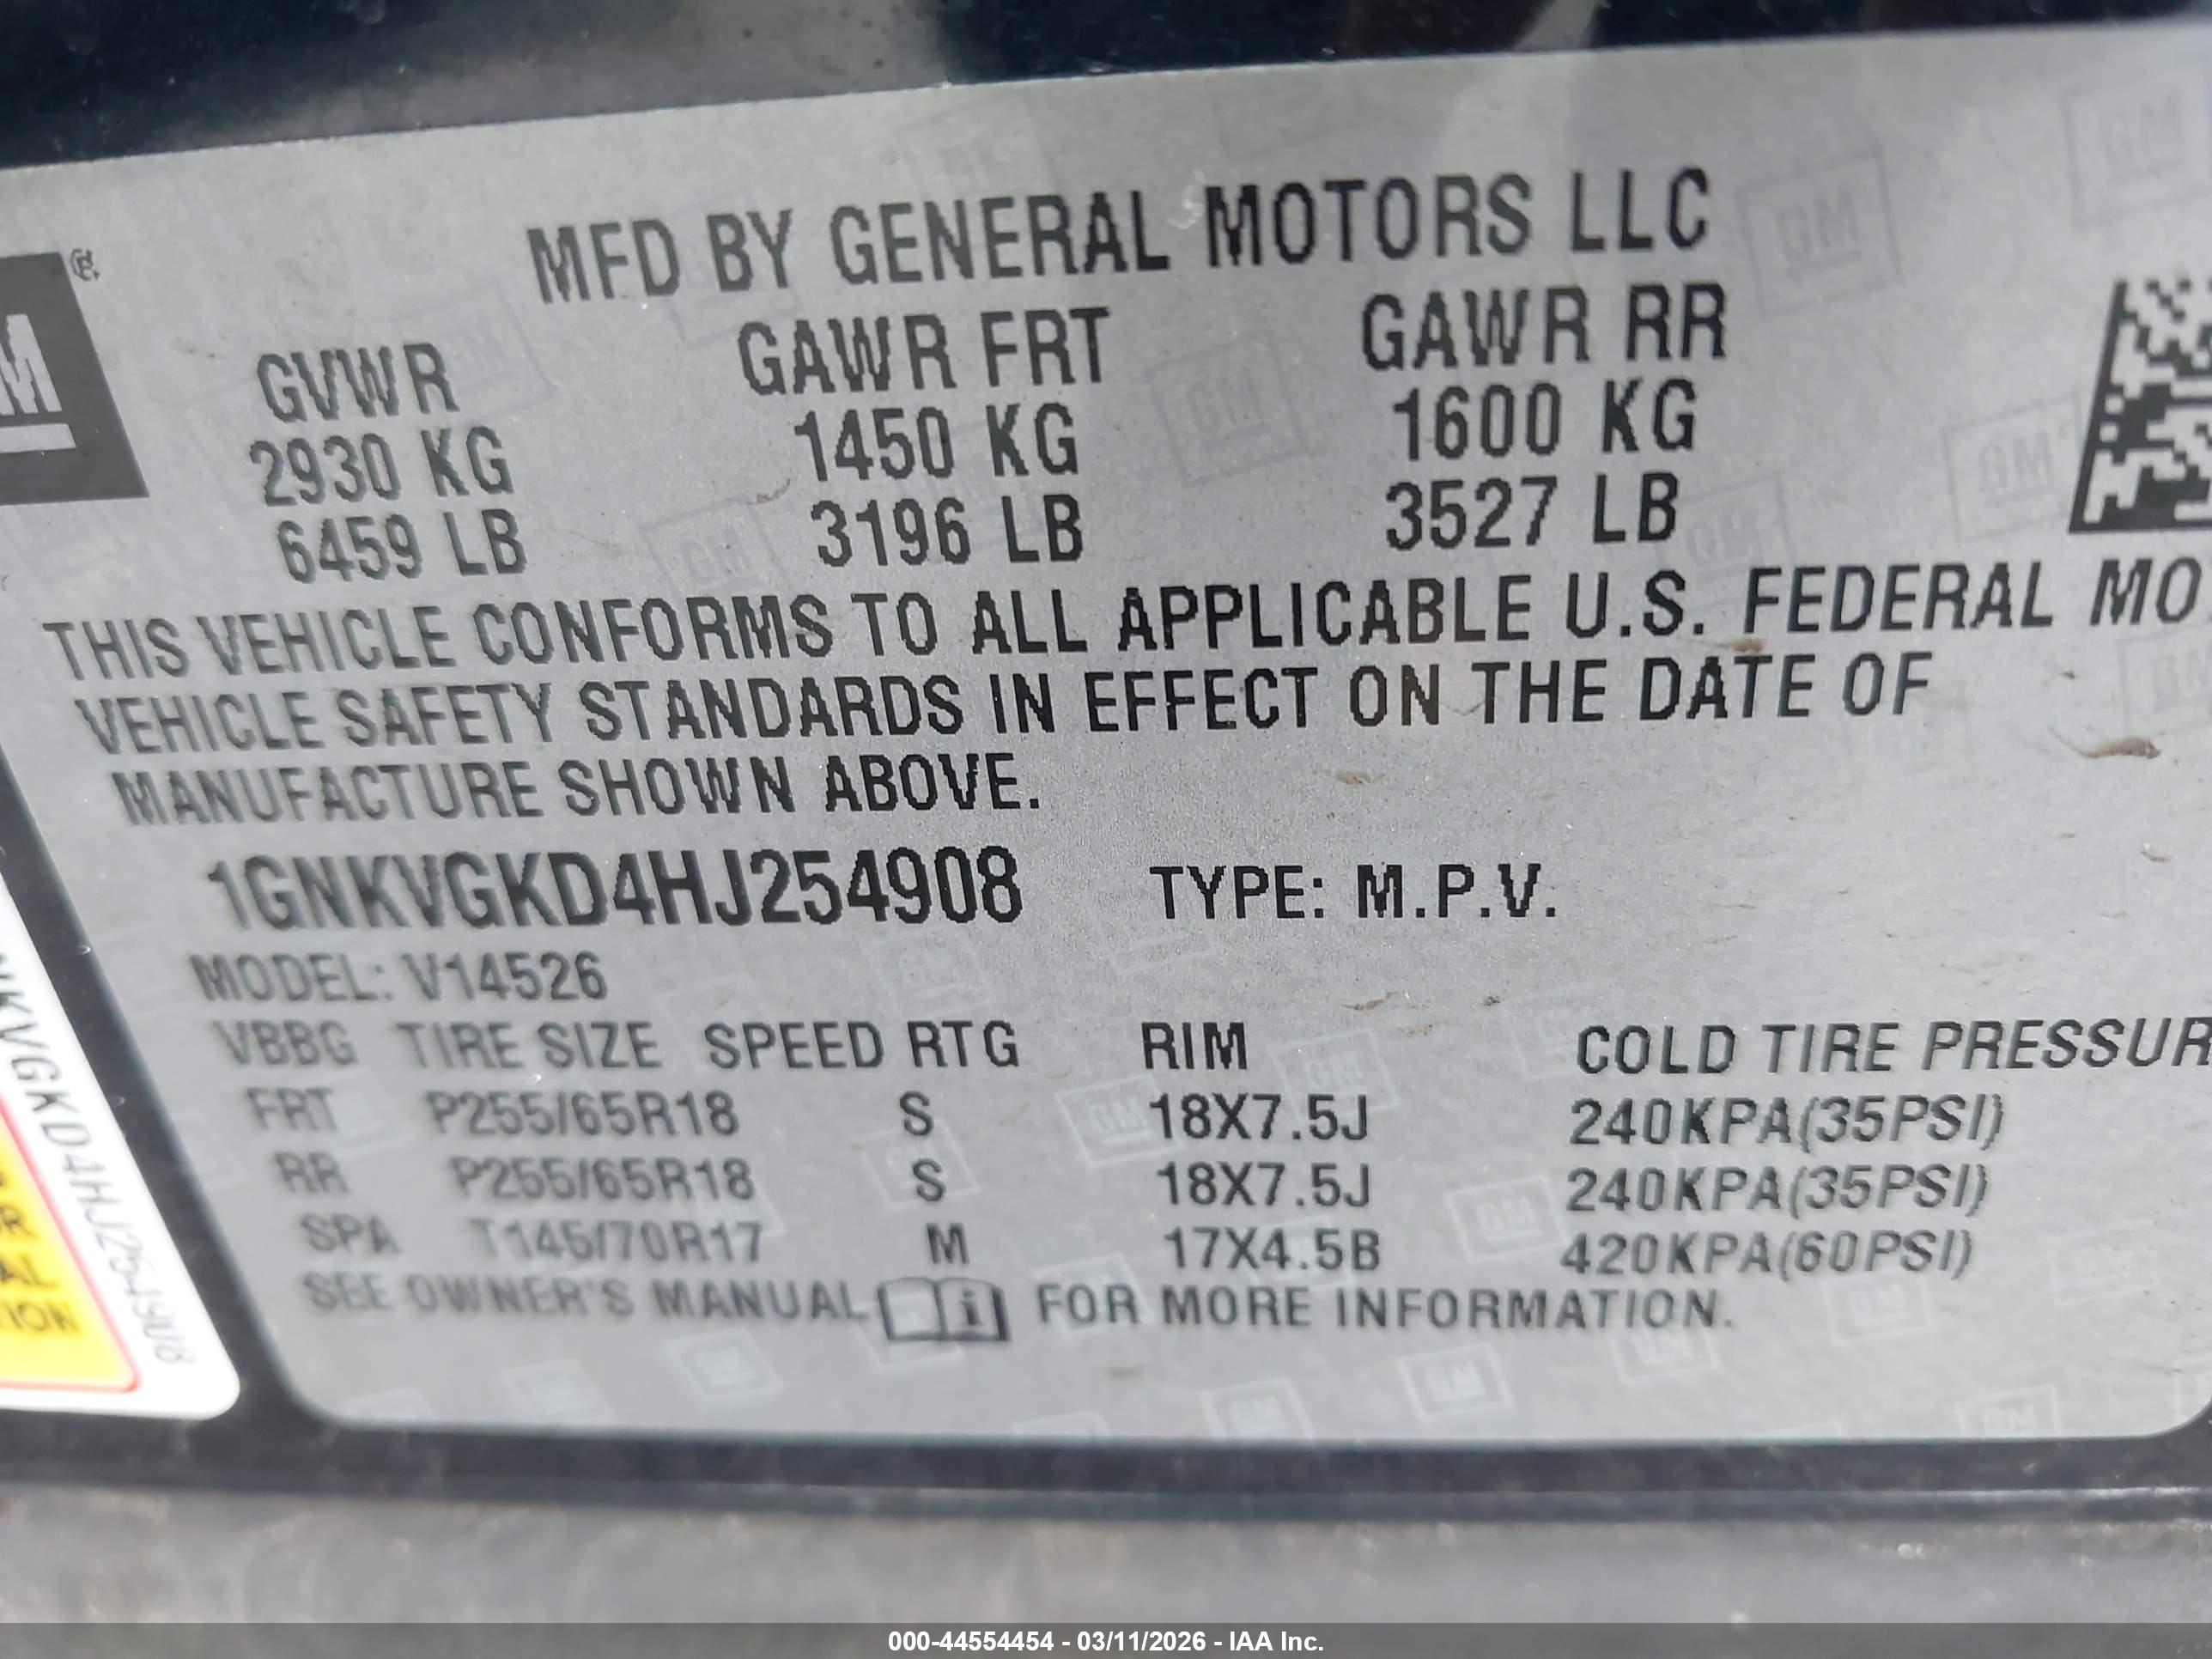 MFD BY GENERAL MOTORS LLC
GVWR GAWR FRT GAWR RR
2930 KG 1450 KG 1600 KG
6459 LB 3196 LB 3527 LB
THIS VEHICLE CONFORMS TO ALL APPLICABLE U.S. FEDERAL MO
VEHICLE SAFETY STANDARDS IN EFFECT ON THE DATE OF
MANUFACTURE SHOWN ABOVE.
1GNKVGKD4HJ254908 TYPE: M.P.V.
MODEL: V14526
VBBG TIRE SIZE SPEED RTG RIM COLD TIRE PRESSUR
FRT P255/65R18 S 18X7.5J 240KPA(35PSI)
RR P255/65R18 S 18X7.5J 240KPA(35PSI)
SPA T145/70R17 M 17X4.5B 420KPA(60PSI)
SEE OWNER'S MANUAL i FOR MORE INFORMATION.
NKVGKD4HJ254908
OR
AL
TION
000-44554454 - 03/11/2026 - IAA Inc.